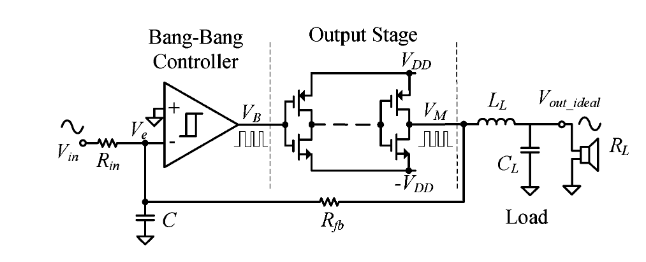 Bang-Bang
Controller
Output Stage
V_DD
V_in
R_in
V_e
+
-
V_B
V_M
L_L
V_out_ideal
C_L
R_L
-V_DD
C
R_fb
Load